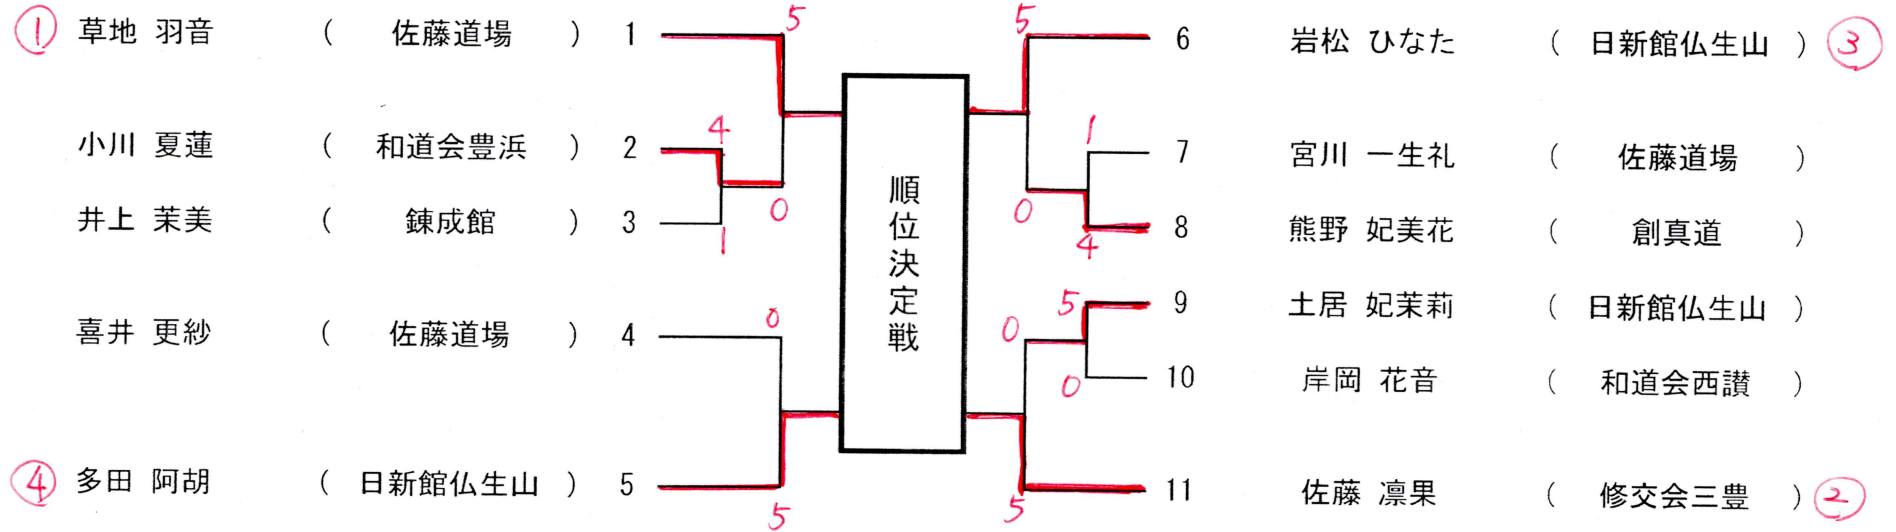 ① 草地 羽音 ( 佐藤道場 ) 1
小川 夏蓮 ( 和道会豊浜 ) 2
井上 茉美 ( 錬成館 ) 3
喜井 更紗 ( 佐藤道場 ) 4
④ 多田 阿胡 ( 日新館仏生山 ) 5
5
4
0
1
0
5
順位決定戦
5
1
0
4
5
0
0
5
6 岩松 ひなた ( 日新館仏生山 ) ③
7 宮川 一生礼 ( 佐藤道場 )
8 熊野 妃美花 ( 創真道 )
9 土居 妃茉莉 ( 日新館仏生山 )
10 岸岡 花音 ( 和道会西讃 )
11 佐藤 凛果 ( 修交会三豊 ) ②